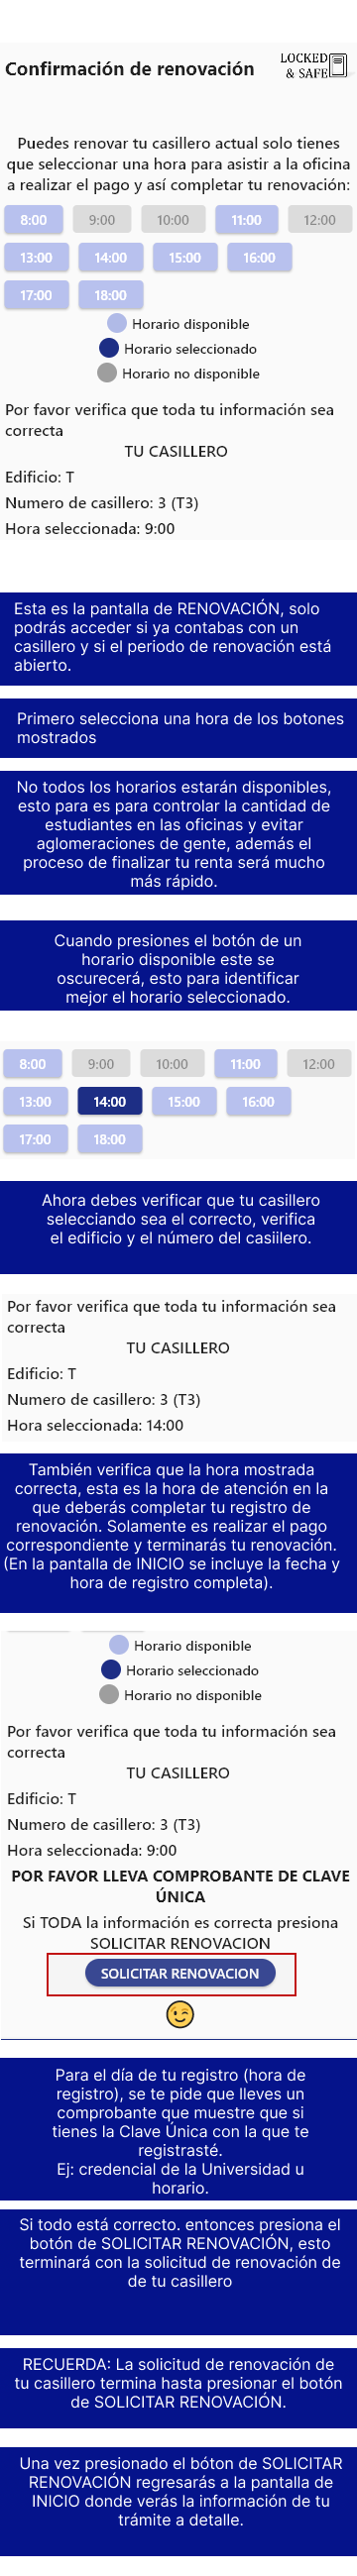 LOCKED
& SAFE
Confirmación de renovación
Puedes renovar tu casillero actual solo tienes
que seleccionar una hora para asistir a la oficina
a realizar el pago y así completar tu renovación:
8:00 9:00 10:00 11:00 12:00
13:00 14:00 15:00 16:00
17:00 18:00
Horario disponible
Horario seleccionado
Horario no disponible
Por favor verifica que toda tu información sea
correcta
TU CASILLERO
Edificio: T
Numero de casillero: 3 (T3)
Hora seleccionada: 9:00
Esta es la pantalla de RENOVACIÓN, solo
podrás acceder si ya contabas con un
casillero y si el periodo de renovación está
abierto.
Primero selecciona una hora de los botones
mostrados
No todos los horarios estarán disponibles,
esto para es para controlar la cantidad de
estudiantes en las oficinas y evitar
aglomeraciones de gente, además el
proceso de finalizar tu renta será mucho
más rápido.
Cuando presiones el botón de un
horario disponible este se
oscurecerá, esto para identificar
mejor el horario seleccionado.
8:00 9:00 10:00 11:00 12:00
13:00 14:00 15:00 16:00
17:00 18:00
Ahora debes verificar que tu casillero
selecciando sea el correcto, verifica
el edificio y el número del casiilero.
Por favor verifica que toda tu información sea
correcta
TU CASILLERO
Edificio: T
Numero de casillero: 3 (T3)
Hora seleccionada: 14:00
También verifica que la hora mostrada
correcta, esta es la hora de atención en la
que deberás completar tu registro de
renovación. Solamente es realizar el pago
correspondiente y terminarás tu renovación.
(En la pantalla de INICIO se incluye la fecha y
hora de registro completa).
Horario disponible
Horario seleccionado
Horario no disponible
Por favor verifica que toda tu información sea
correcta
TU CASILLERO
Edificio: T
Numero de casillero: 3 (T3)
Hora seleccionada: 9:00
POR FAVOR LLEVA COMPROBANTE DE CLAVE
ÚNICA
Si TODA la información es correcta presiona
SOLICITAR RENOVACION
SOLICITAR RENOVACION
Para el día de tu registro (hora de
registro), se te pide que lleves un
comprobante que muestre que si
tienes la Clave Única con la que te
registrasté.
Ej: credencial de la Universidad u
horario.
Si todo está correcto. entonces presiona el
botón de SOLICITAR RENOVACIÓN, esto
terminará con la solicitud de renovación de
de tu casillero
RECUERDA: La solicitud de renovación de
tu casillero termina hasta presionar el botón
de SOLICITAR RENOVACIÓN.
Una vez presionado el bóton de SOLICITAR
RENOVACIÓN regresarás a la pantalla de
INICIO donde verás la información de tu
trámite a detalle.